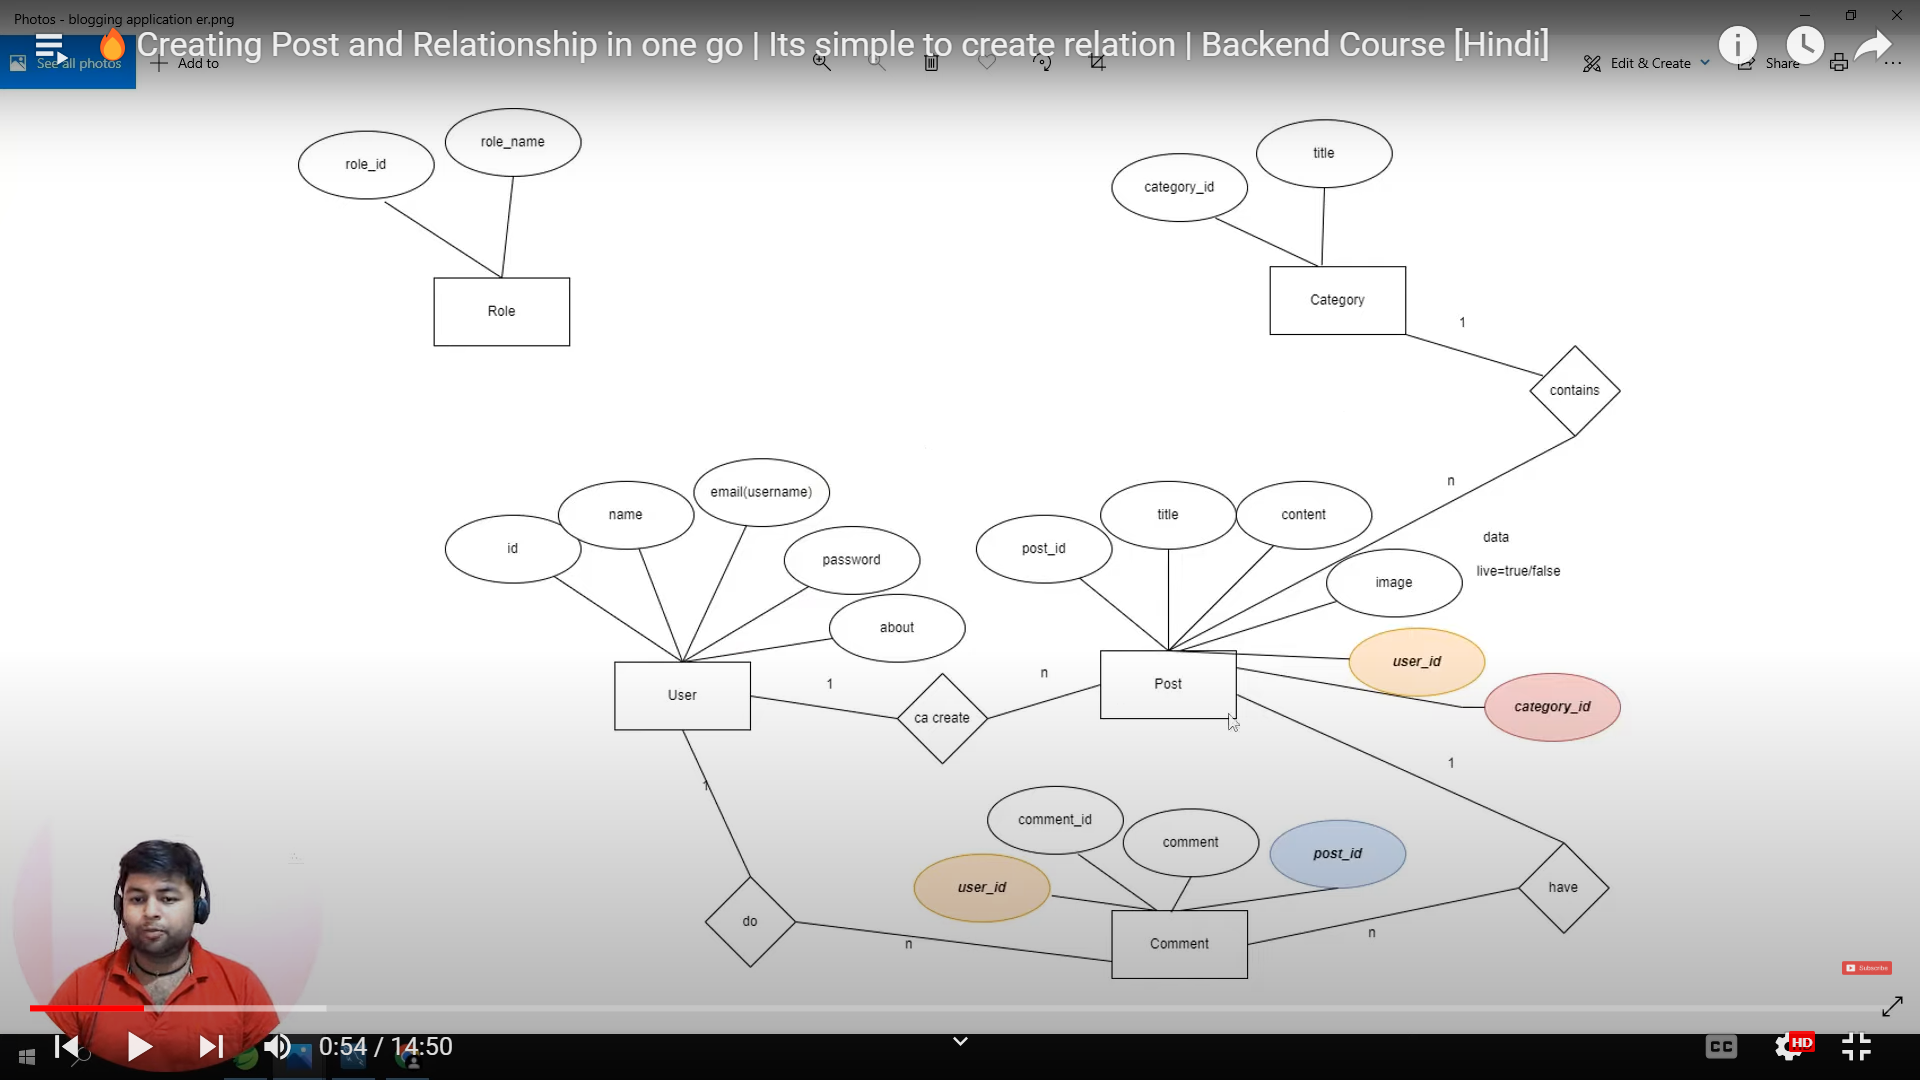 Photos - blogging application er.png
🔥Creating Post and Relationship in one go | Its simple to create relation | Backend Course [Hindi]
See all photos
Add to
Edit & Create
Share
role_id
role_name
Role
category_id
title
Category
1
contains
n
id
name
email(username)
password
about
User
1
ca create
n
post_id
title
content
image
data
live=true/false
user_id
category_id
Post
1
1
comment_id
comment
post_id
user_id
do
n
Comment
n
have
Subscribe
0:54 / 14:50
CC
HD